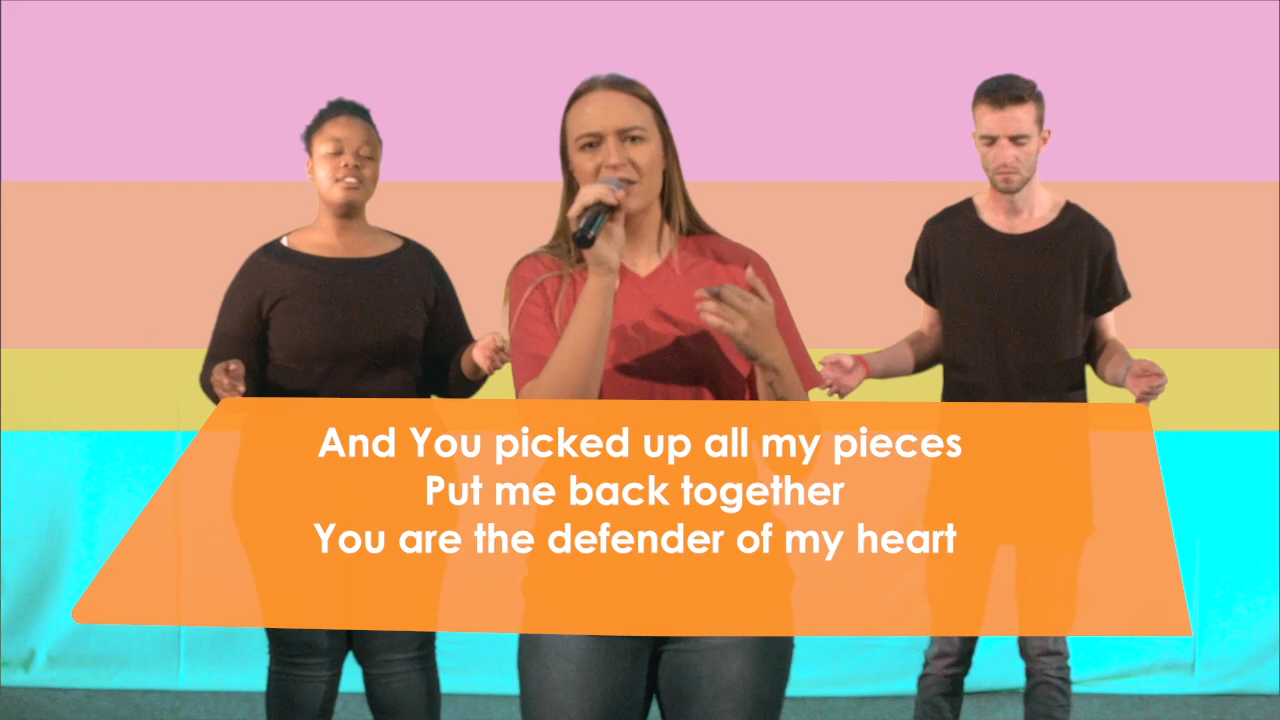 And You picked up all my pieces
Put me back together
You are the defender of my heart